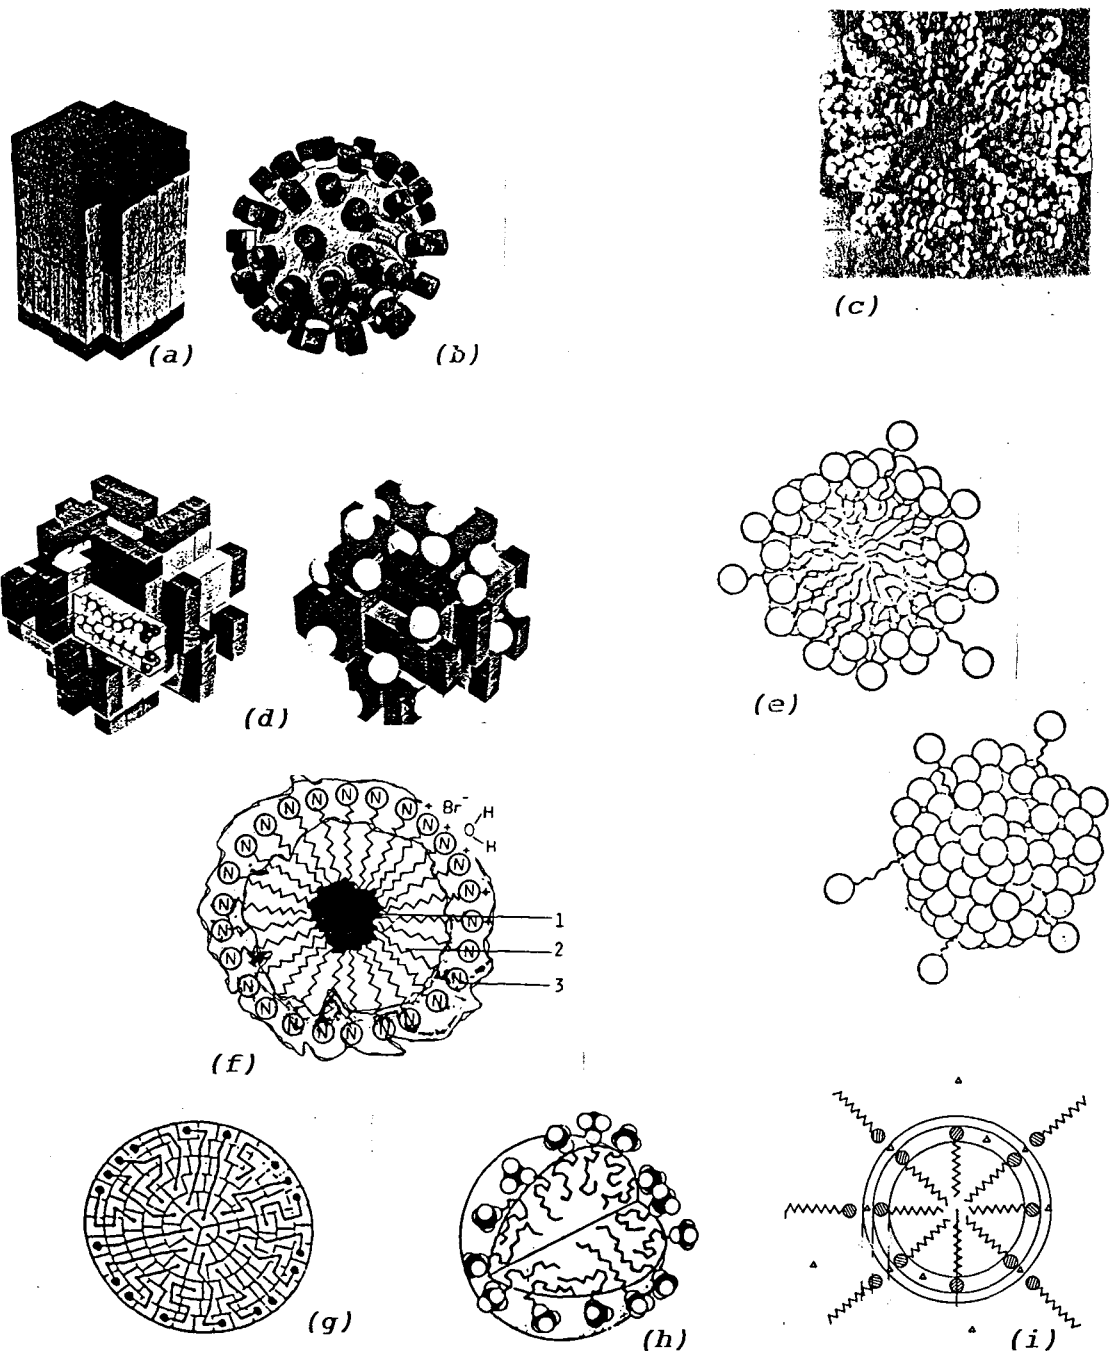 (c)
(a)
(b)
(d)
(e)
N N N N N + Br⁻
N N + H
N N + O
N N + H
N N +
N N + 1
N N 2
N N 3
N N N N N N N
(f)
(g)
(h)
(i)